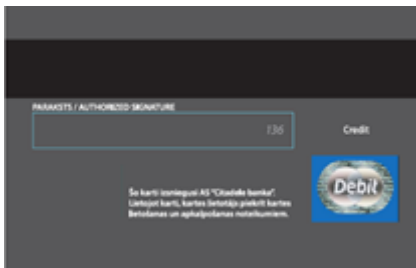 PARAKSTS / AUTHORIZED SIGNATURE
136
Credit
Debit
Šo karti izsniegusi AS "Citadele banka".
Lietojot karti, kartes lietotājs piekrīt kartes
lietošanas un apkalpošanas noteikumiem.